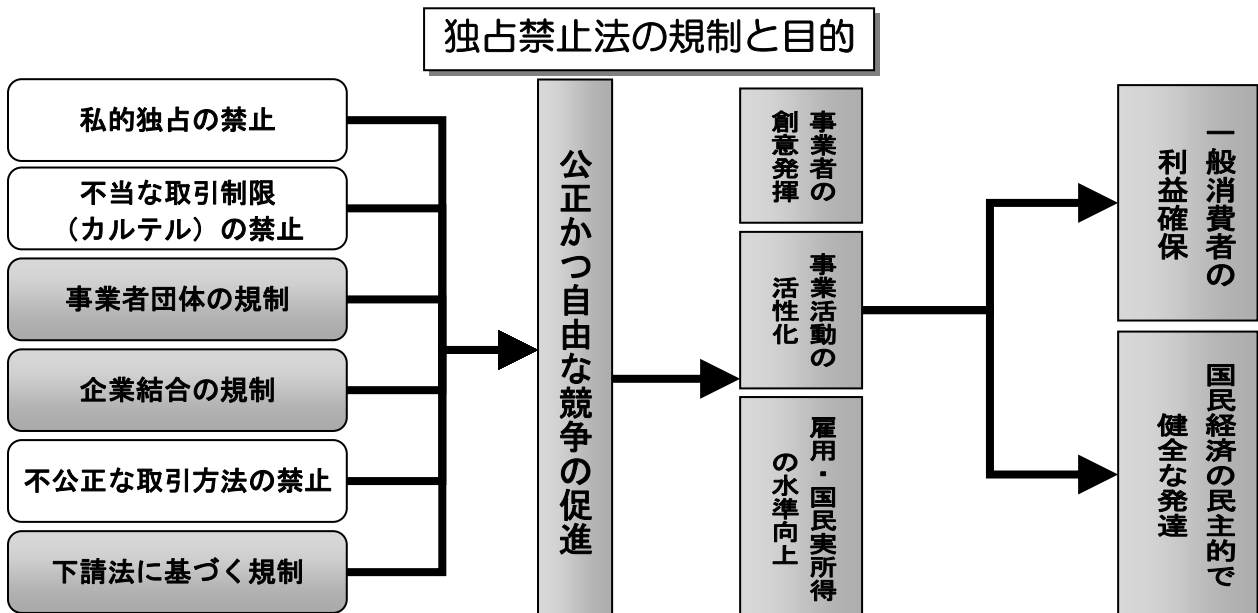 独占禁止法の規制と目的
私的独占の禁止
不当な取引制限
（カルテル）の禁止
事業者団体の規制
企業結合の規制
不公正な取引方法の禁止
下請法に基づく規制
公正かつ自由な競争の促進
事業者の
創意発揮
事業活動の
活性化
雇用・国民実所得
の水準向上
一般消費者の
利益確保
国民経済の民主的で
健全な発達